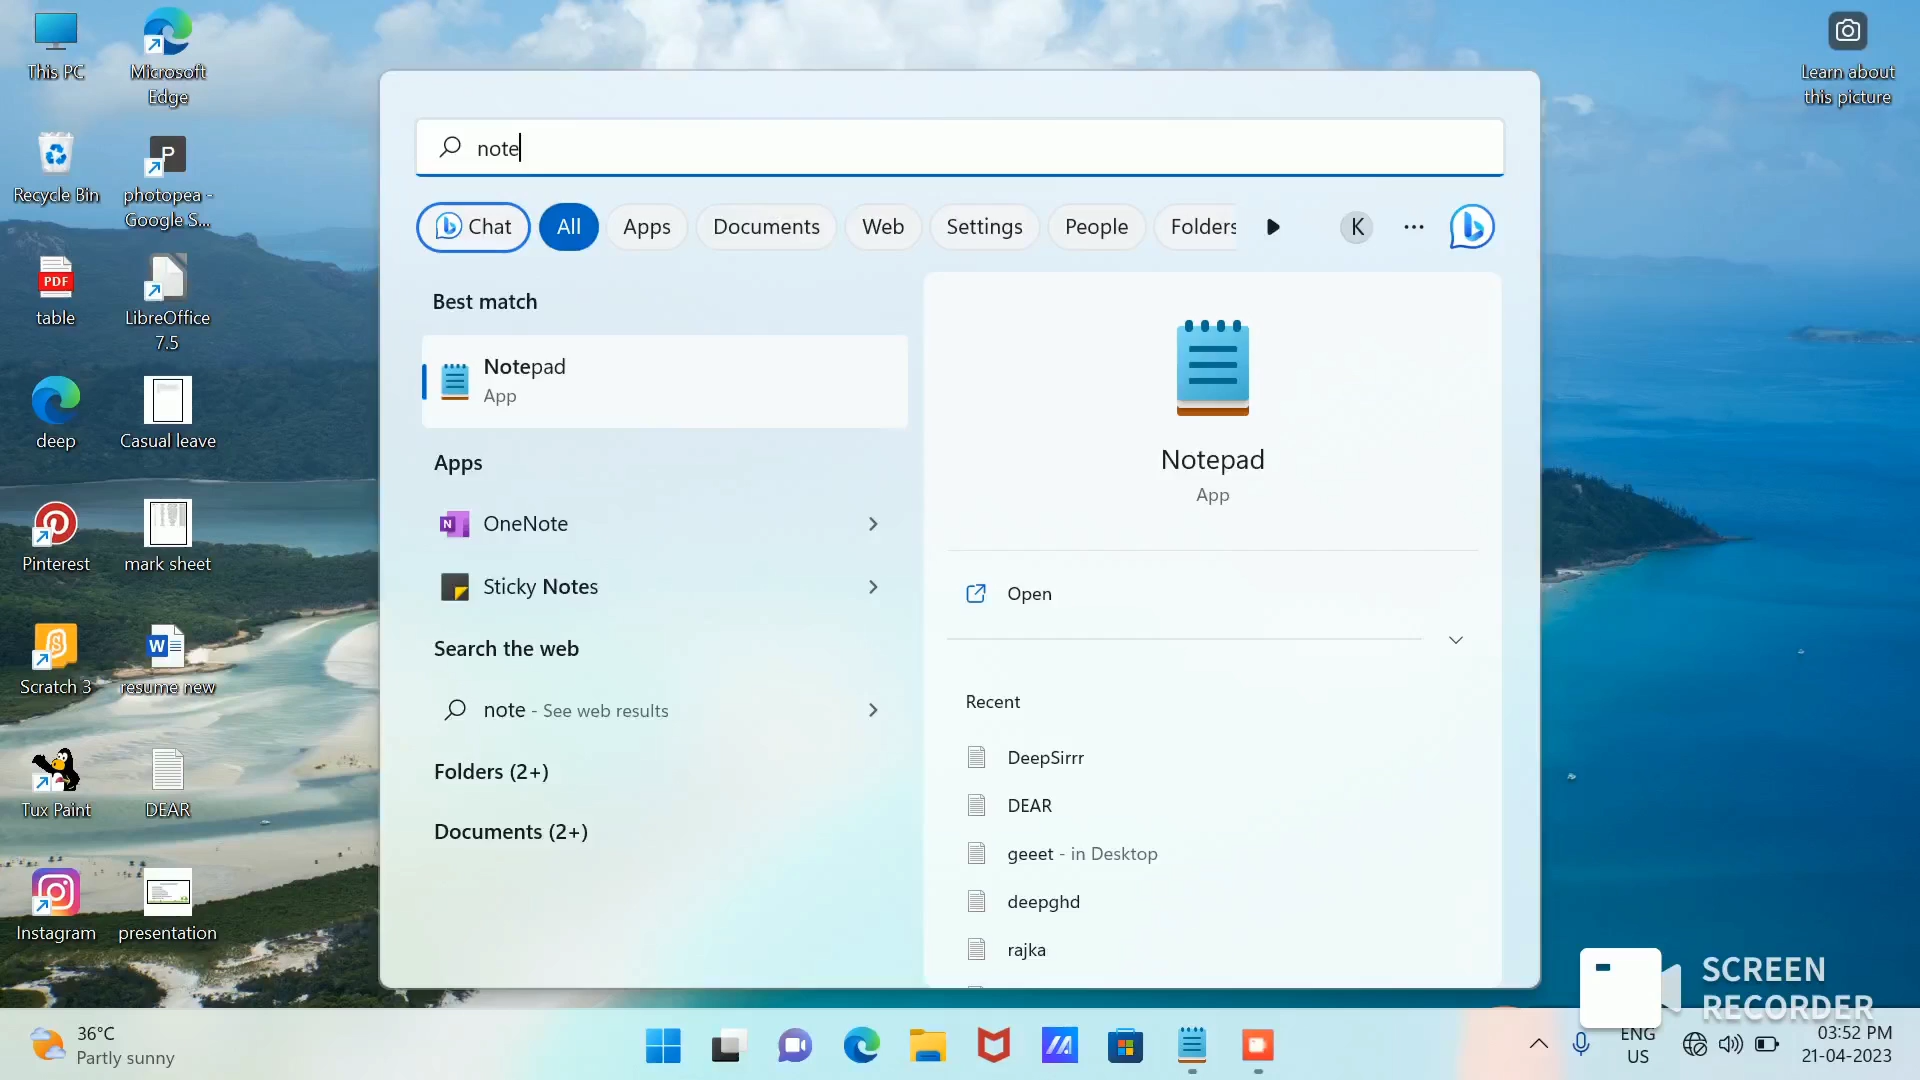 This PC
Microsoft
Edge
Recycle Bin
P
photopea -
Google S...
PDF
table
LibreOffice
7.5
deep
Casual leave
Pinterest
mark sheet
Scratch 3
W
resume new
Tux Paint
DEAR
Instagram
presentation
Learn about
this picture
note
Chat
All
Apps
Documents
Web
Settings
People
Folders
K
Best match
Notepad
App
Apps
N
OneNote
Sticky Notes
Search the web
note - See web results
Folders (2+)
Documents (2+)
Notepad
App
Open
Recent
DeepSirrr
DEAR
geeet - in Desktop
deepghd
rajka
SCREEN
RECORDER
36°C
Partly sunny
ENG
US
03:52 PM
21-04-2023